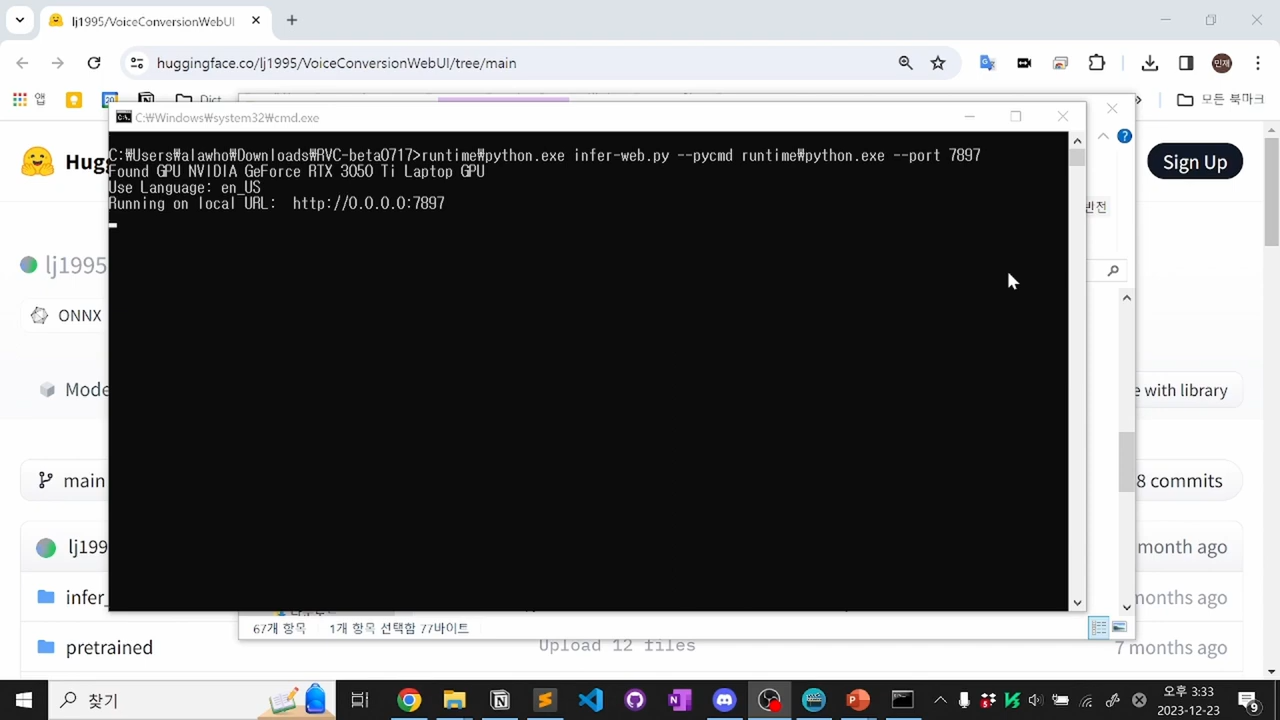 lj1995/VoiceConversionWebUI
huggingface.co/lj1995/VoiceConversionWebUI/tree/main
앱
Dict
모든 북마크
C:\Windows\system32\cmd.exe
C:₩Users₩alawho₩Downloads₩RVC-beta0717>runtime₩python.exe infer-web.py --pycmd runtime₩python.exe --port 7897
Found GPU NVIDIA GeForce RTX 3050 Ti Laptop GPU
Use Language: en_US
Running on local URL:  http://0.0.0.0:7897
Hugg
Sign Up
반전
lj1995
ONNX
Mode
e with library
main
8 commits
lj199
month ago
infer_
months ago
67개 항목
1개 항목 선택함 77바이트
pretrained
Upload 12 files
7 months ago
찾기
오후 3:33
2023-12-23
9